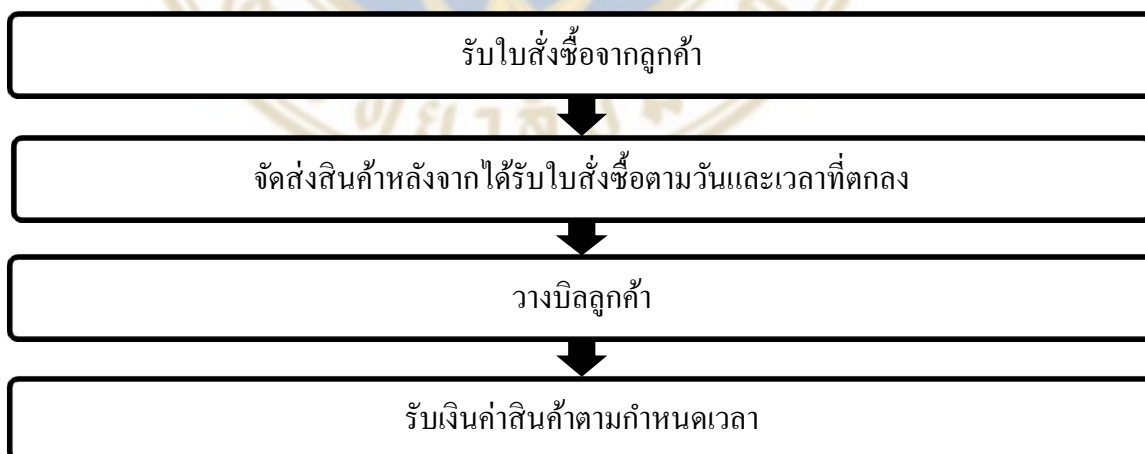 รับใบสั่งซื้อจากลูกค้า
จัดส่งสินค้าหลังจากได้รับใบสั่งซื้อตามวันและเวลาที่ตกลง
วางบิลลูกค้า
รับเงินค่าสินค้าตามกำหนดเวลา